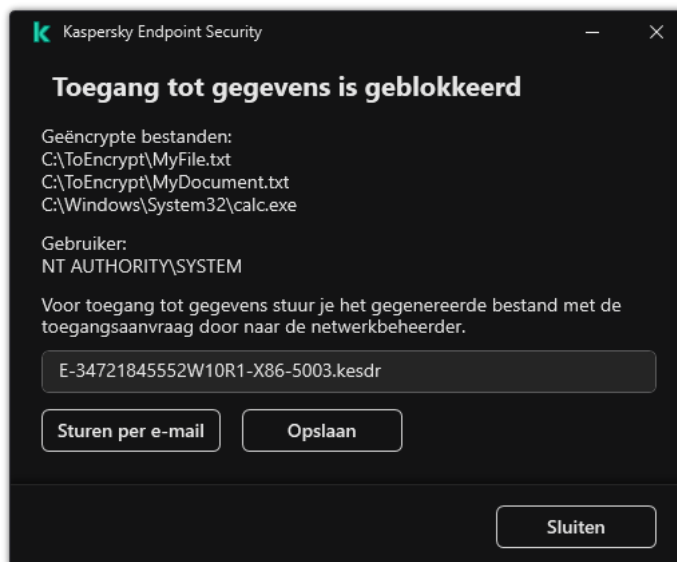 Kaspersky Endpoint Security
Toegang tot gegevens is geblokkeerd
Geëncrypte bestanden:
C:\ToEncrypt\MyFile.txt
C:\ToEncrypt\MyDocument.txt
C:\Windows\System32\calc.exe
Gebruiker:
NT AUTHORITY\SYSTEM
Voor toegang tot gegevens stuur je het gegenereerde bestand met de
toegangsaanvraag door naar de netwerkbeheerder.
E-34721845552W10R1-X86-5003.kesdr
Sturen per e-mail
Opslaan
Sluiten